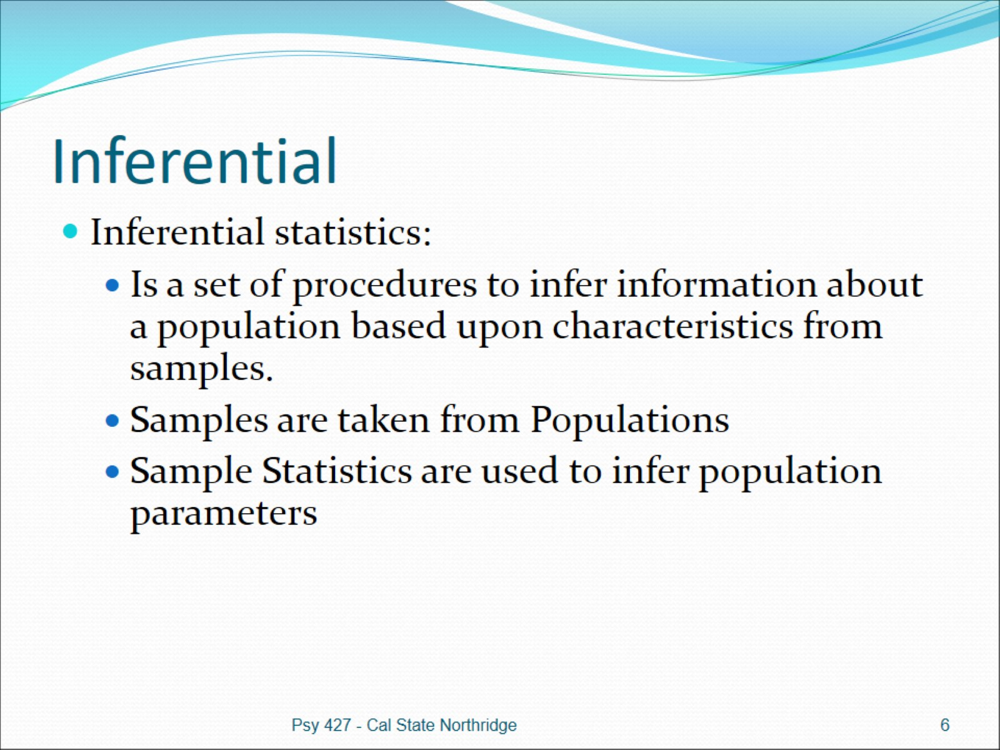 Inferential
• Inferential statistics:
• Is a set of procedures to infer information about
a population based upon characteristics from
samples.
• Samples are taken from Populations
• Sample Statistics are used to infer population
parameters
Psy 427 - Cal State Northridge
6